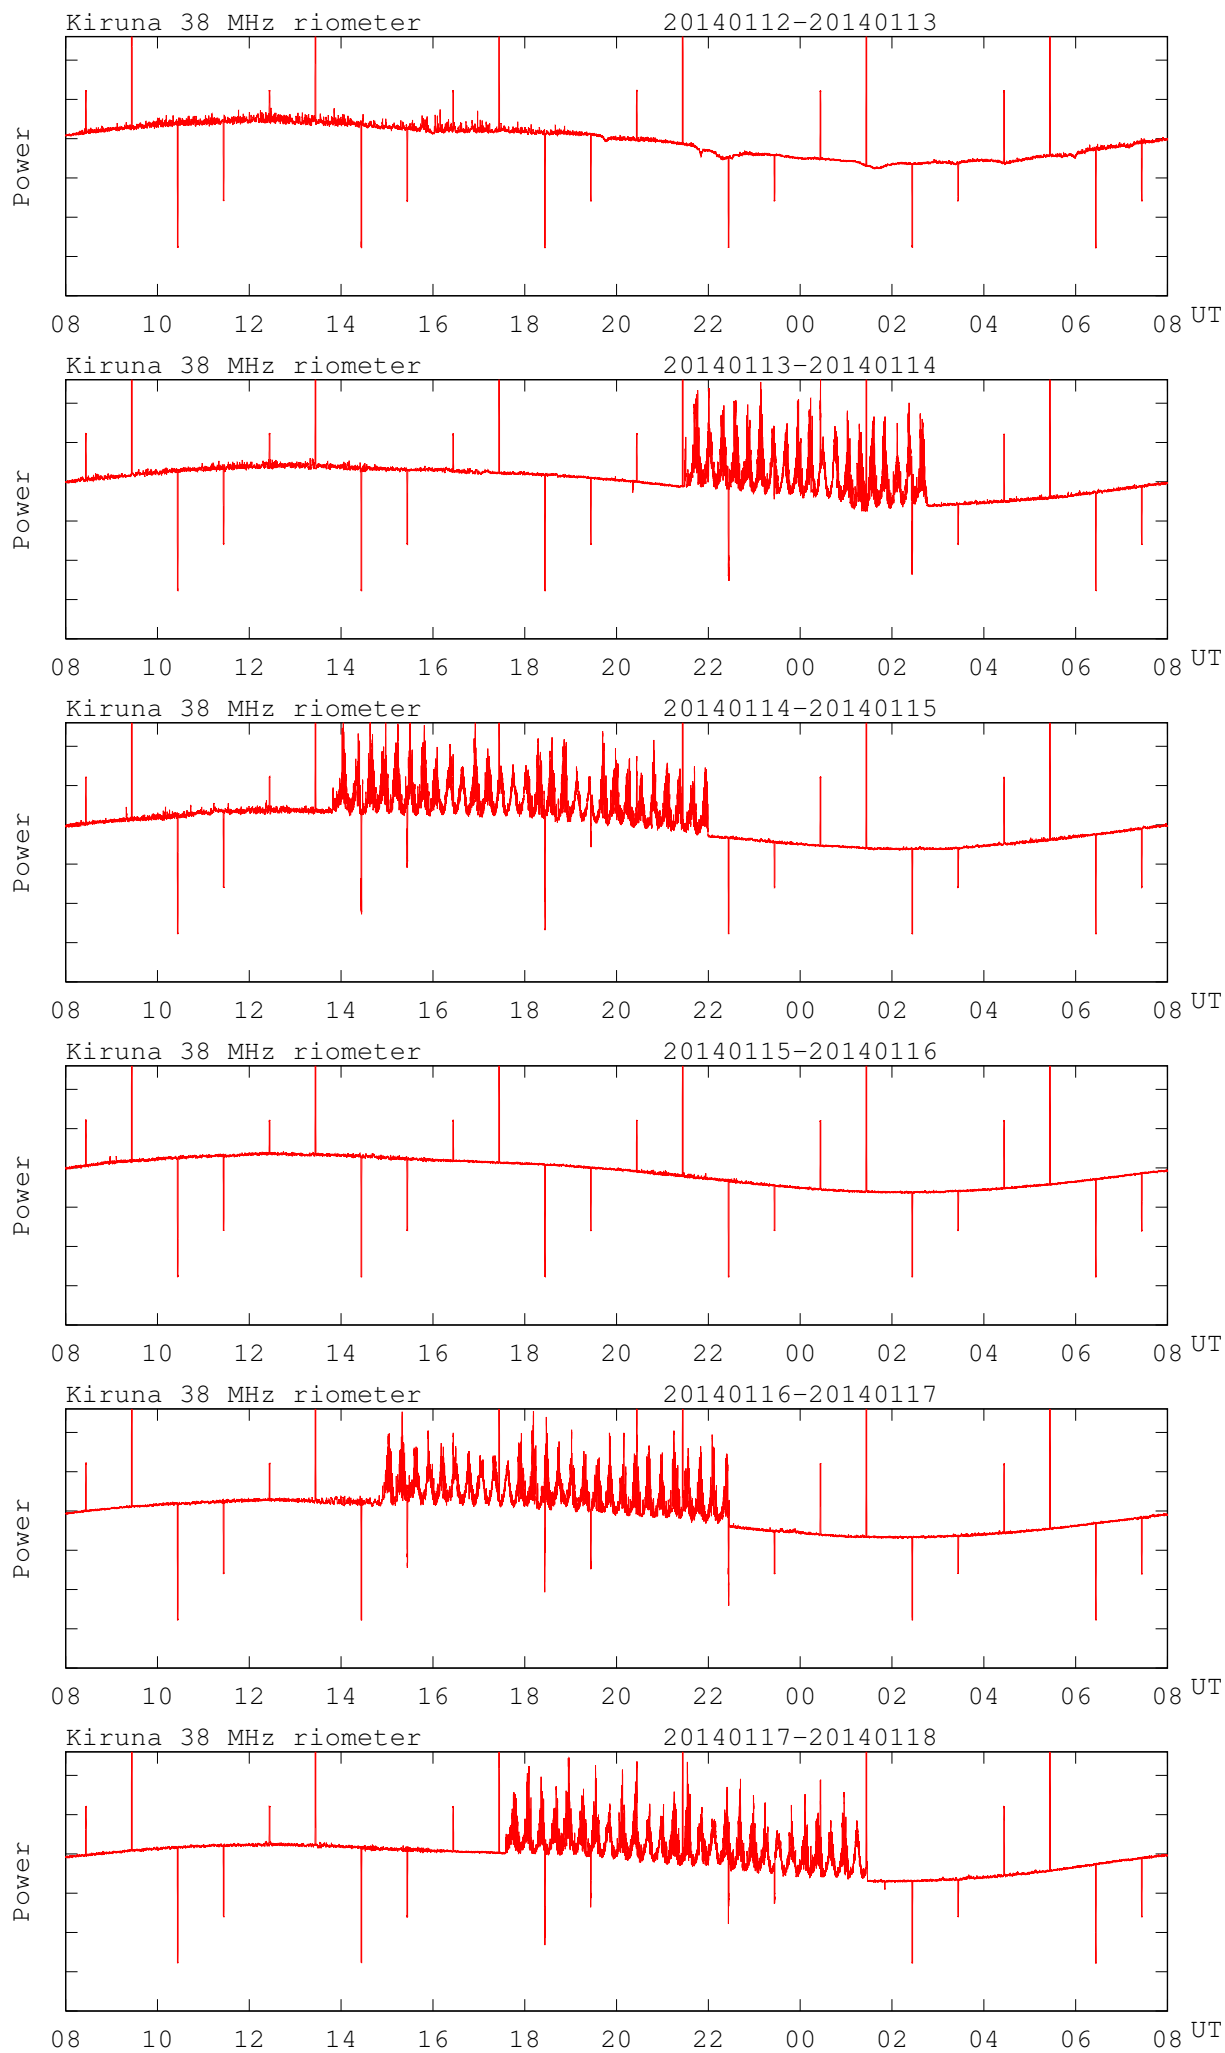 Kiruna 38 MHz riometer 20140112-20140113
Power
08 10 12 14 16 18 20 22 00 02 04 06 08 UT
Kiruna 38 MHz riometer 20140113-20140114
Power
08 10 12 14 16 18 20 22 00 02 04 06 08 UT
Kiruna 38 MHz riometer 20140114-20140115
Power
08 10 12 14 16 18 20 22 00 02 04 06 08 UT
Kiruna 38 MHz riometer 20140115-20140116
Power
08 10 12 14 16 18 20 22 00 02 04 06 08 UT
Kiruna 38 MHz riometer 20140116-20140117
Power
08 10 12 14 16 18 20 22 00 02 04 06 08 UT
Kiruna 38 MHz riometer 20140117-20140118
Power
08 10 12 14 16 18 20 22 00 02 04 06 08 UT